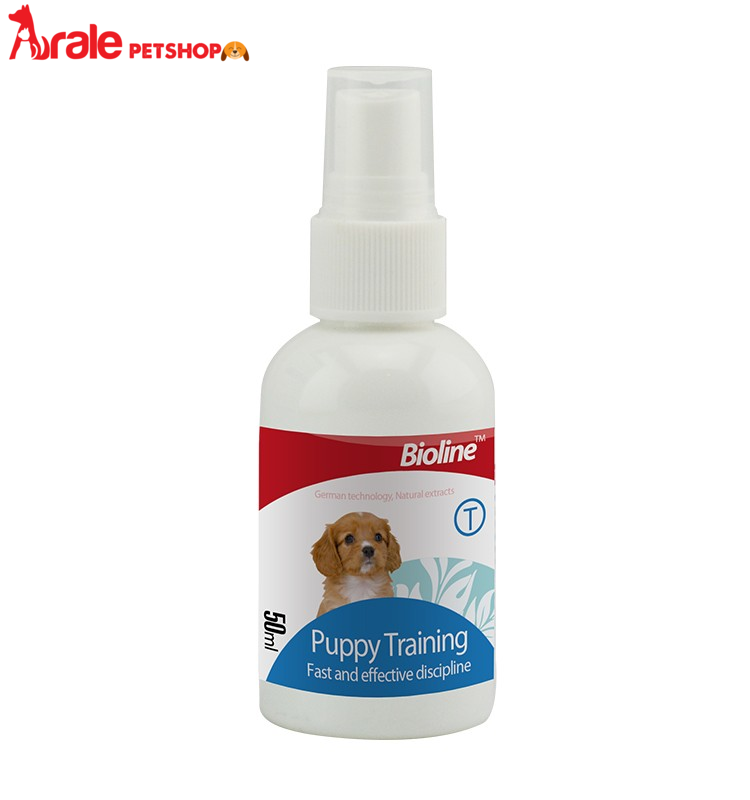 Arale PETSHOP
Bioline™
German technology, Natural extracts
T
50ml
Puppy Training
Fast and effective discipline